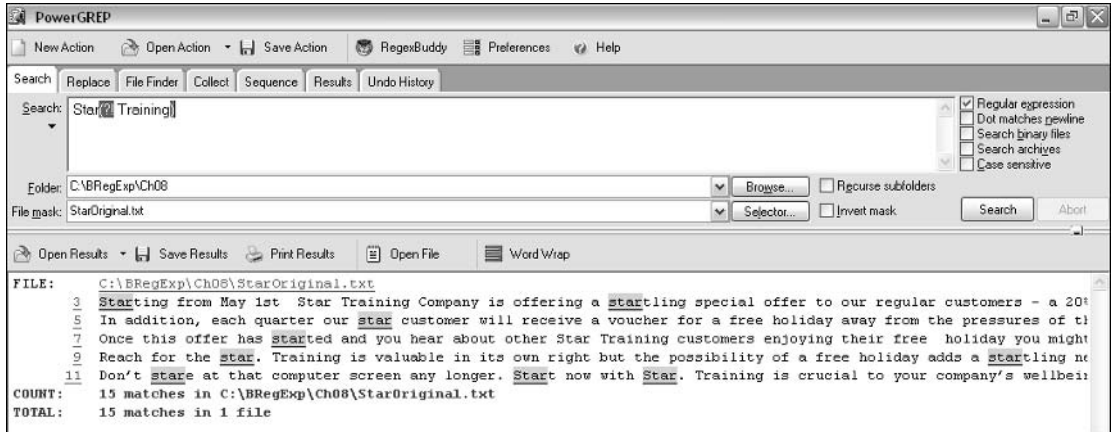 PowerGREP
New Action Open Action Save Action RegexBuddy Preferences Help
Search Replace File Finder Collect Sequence Results Undo History
Search: Star(?! Training)
Regular expression
Dot matches newline
Search binary files
Search archives
Case sensitive
Folder: C:\BRegExp\Ch08 Browse... Recurse subfolders
File mask: StarOriginal.txt Selector... Invert mask Search Abort
Open Results Save Results Print Results Open File Word Wrap
FILE: C:\BRegExp\Ch08\StarOriginal.txt
3 Starting from May 1st Star Training Company is offering a startling special offer to our regular customers - a 20%
5 In addition, each quarter our star customer will receive a voucher for a free holiday away from the pressures of
7 Once this offer has started and you hear about other Star Training customers enjoying their free holiday you might
9 Reach for the star. Training is valuable in its own right but the possibility of a free holiday adds a startling
11 Don't stare at that computer screen any longer. Start now with Star. Training is crucial to your company's
COUNT: 15 matches in C:\BRegExp\Ch08\StarOriginal.txt
TOTAL: 15 matches in 1 file